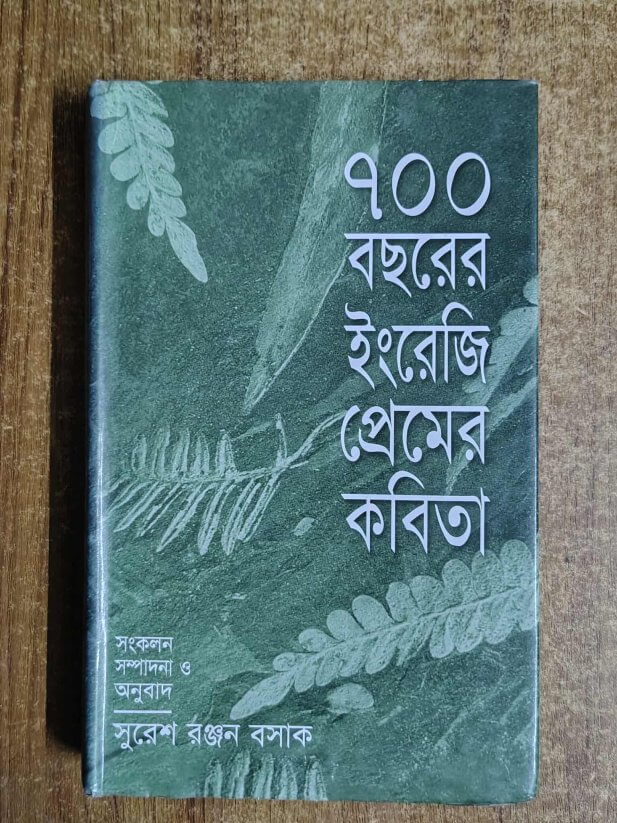 ৭০০
বছরের
ইংরেজি
প্রেমের
কবিতা
সংকলন
সম্পাদনা ও
অনুবাদ
সুরেশ রঞ্জন বসাক